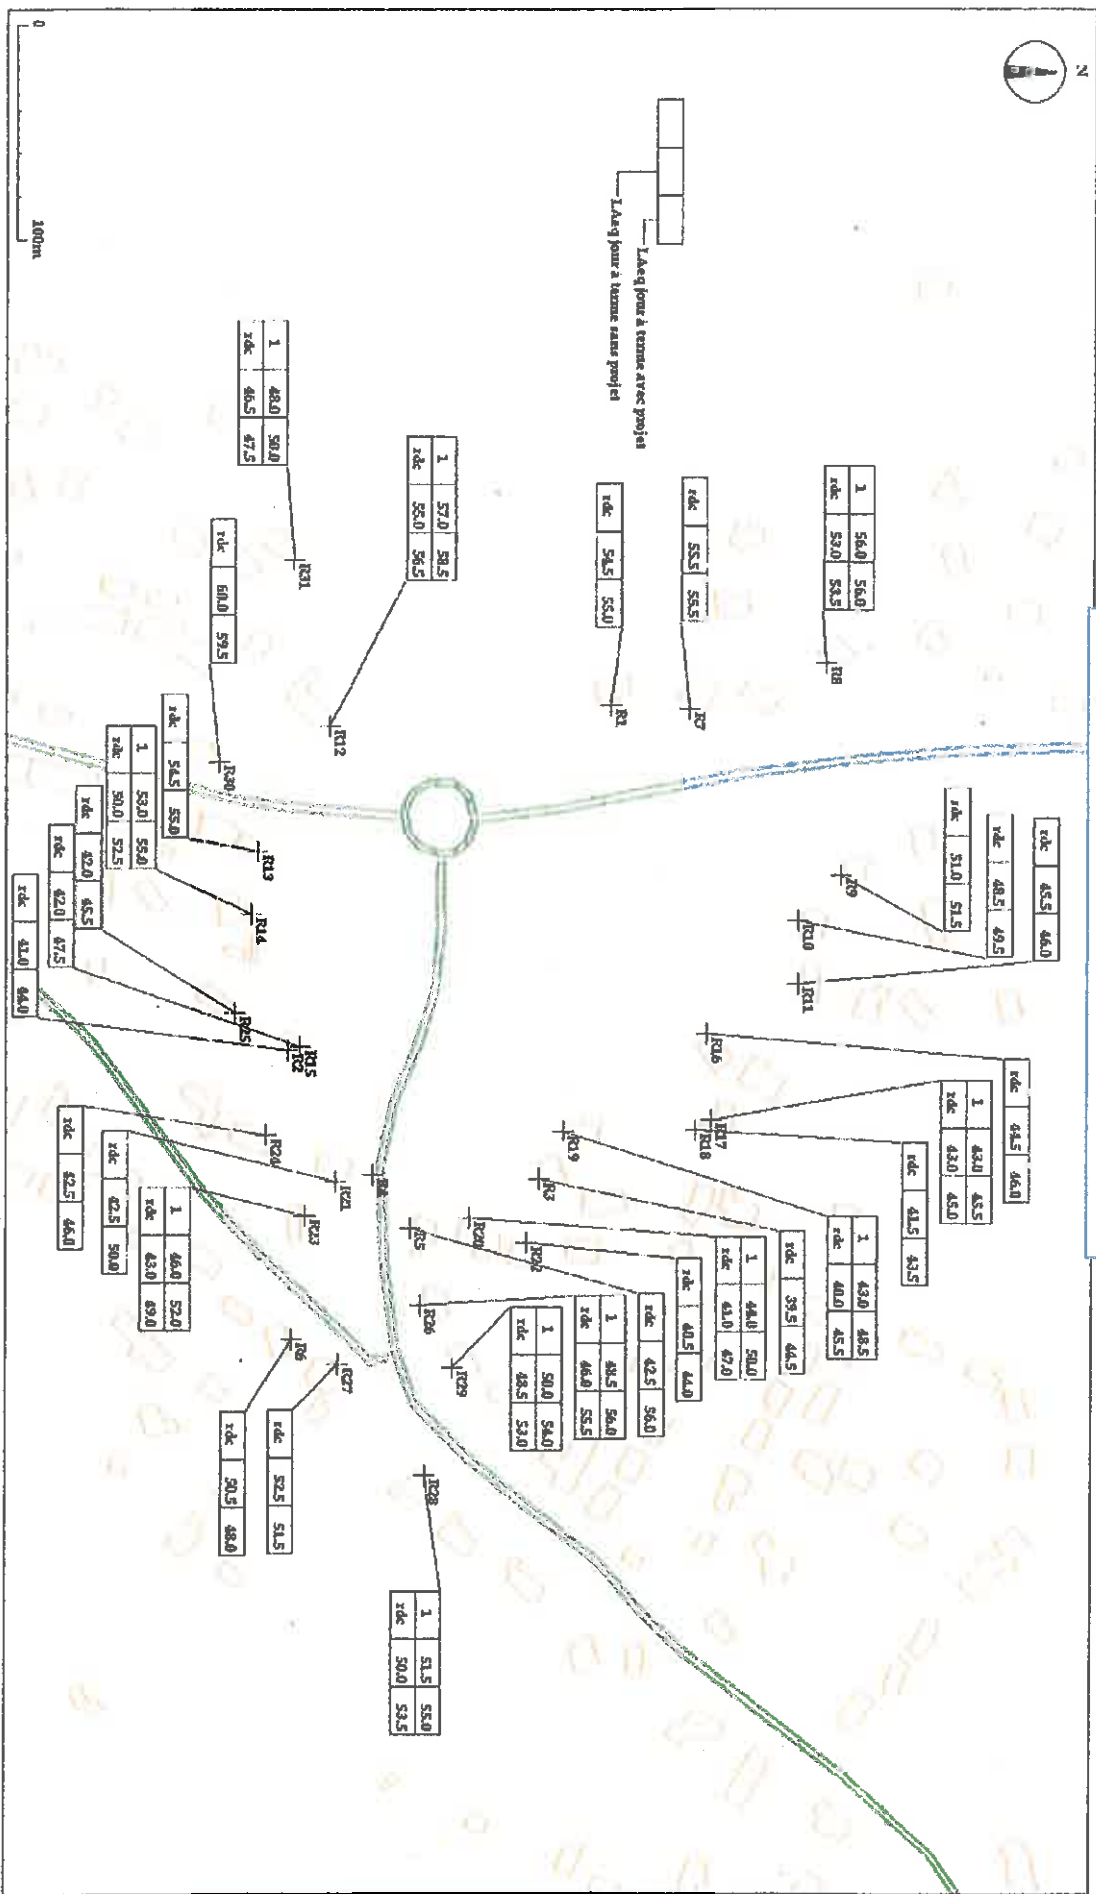 N
0
100m
LAeq jour à terme avec projet
LAeq jour à terme sans projet
1 56.0 56.0
rdc 53.0 53.5
R8
rdc 55.5 55.5
R7
rdc 54.5 55.0
R1
1 57.0 58.5
rdc 55.0 56.5
R12
1 48.0 50.0
rdc 46.5 47.5
R31
rdc 60.0 59.5
R30
rdc 54.5 55.0
R13
1 53.0 55.0
rdc 50.0 52.5
R14
rdc 42.0 45.5
R25
rdc 42.0 47.5
R15
rdc 41.0 44.0
R2
rdc 45.5 46.0
R11
rdc 48.5 49.5
R10
rdc 51.0 51.5
R9
rdc 44.5 46.0
R16
1 43.0 45.5
rdc 43.0 45.0
R17
rdc 41.5 43.5
R18
1 43.0 48.5
rdc 40.0 45.5
R19
rdc 39.5 44.5
R3
1 44.0 50.0
rdc 41.0 47.0
R20
rdc 40.5 44.0
rdc 42.5 56.0
R5
1 48.5 56.0
rdc 46.0 55.5
R26
1 50.0 54.0
rdc 48.5 53.0
R29
R4
rdc 42.5 46.0
R24
rdc 42.5 50.0
R21
1 46.0 52.0
rdc 43.0 49.0
R23
rdc 52.5 51.5
R27
rdc 50.5 48.0
R6
1 51.5 55.0
rdc 50.0 53.5
R28